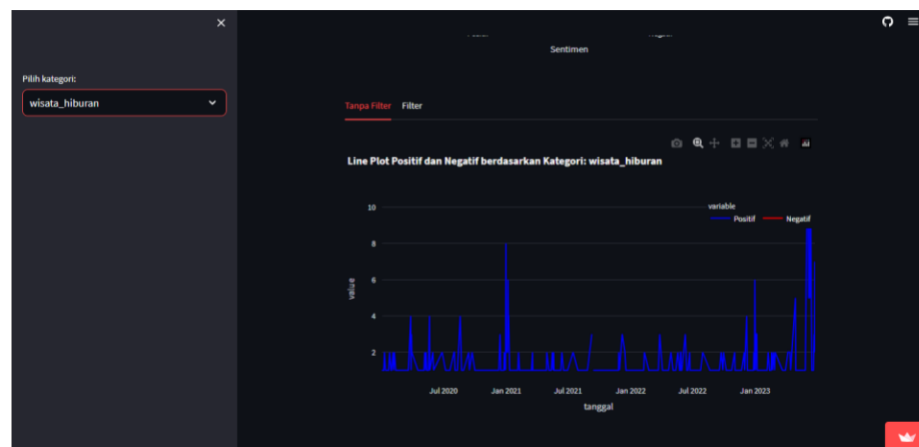 Sentimen
Pilih kategori:
wisata_hiburan
Tanpa Filter Filter
Line Plot Positif dan Negatif berdasarkan Kategori: wisata_hiburan
variable
Positif Negatif
10
8
6
4
2
value
Jul 2020 Jan 2021 Jul 2021 Jan 2022 Jul 2022 Jan 2023
tanggal